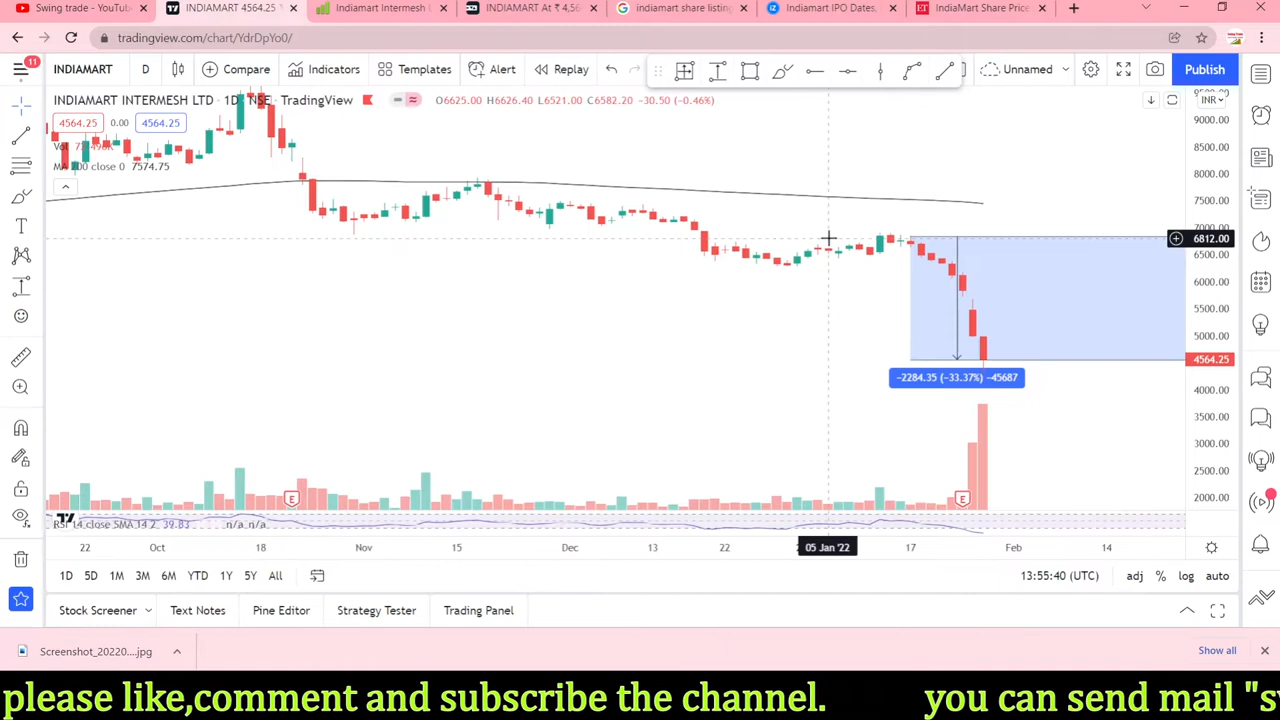 Swing trade - YouTub
INDIAMART 4564.25
Indiamart Intermesh L
INDIAMART At ₹ 4,56
indiamart share listing
Indiamart IPO Dates,
IndiaMart Share Price
tradingview.com/chart/YdrDpYo0/
11
INDIAMART
D
Compare
Indicators
Templates
Alert
Replay
Unnamed
Publish
INDIAMART INTERMESH LTD · 1D · NSE · TradingView
O6625.00 H6626.40 L6521.00 C6582.20 -30.50 (-0.46%)
INR
4564.25
0.00
4564.25
MA 200 close 0 7574.75
9000.00
8500.00
8000.00
7500.00
7000.00
6812.00
6000.00
5500.00
5000.00
4564.25
4000.00
3500.00
3000.00
2500.00
2000.00
−2284.35 (−33.37%) −45687
E
E
RSI 14 close SMA 14 2 39.83 n/a n/a
22
Oct
18
Nov
15
Dec
13
22
05 Jan '22
17
Feb
14
1D
5D
1M
3M
6M
YTD
1Y
5Y
All
13:55:40 (UTC)
adj
%
log
auto
Stock Screener
Text Notes
Pine Editor
Strategy Tester
Trading Panel
Screenshot_20220....jpg
Show all
please like,comment and subscribe the channel.
you can send mail "s